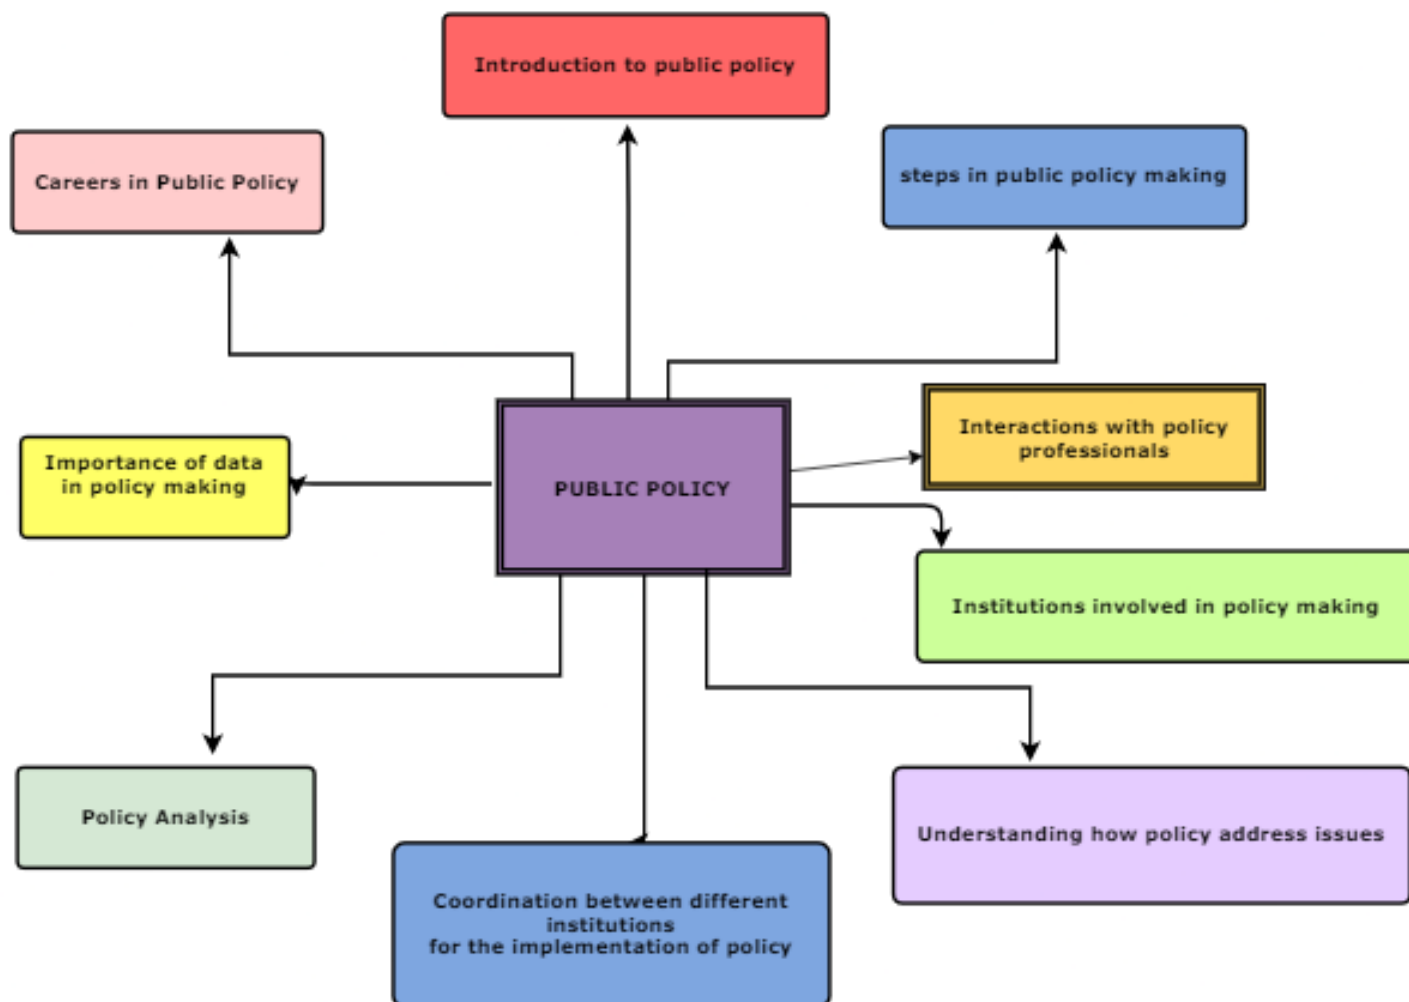 Introduction to public policy
Careers in Public Policy
steps in public policy making
Interactions with policy
professionals
Importance of data
in policy making
PUBLIC POLICY
Institutions involved in policy making
Policy Analysis
Understanding how policy address issues
Coordination between different
institutions
for the implementation of policy